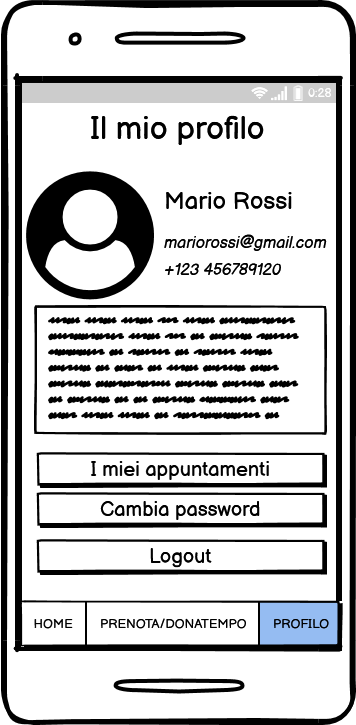 0:28
Il mio profilo
Mario Rossi
mariorossi@gmail.com
+123 456789120
I miei appuntamenti
Cambia password
Logout
HOME PRENOTA/DONATEMPO PROFILO